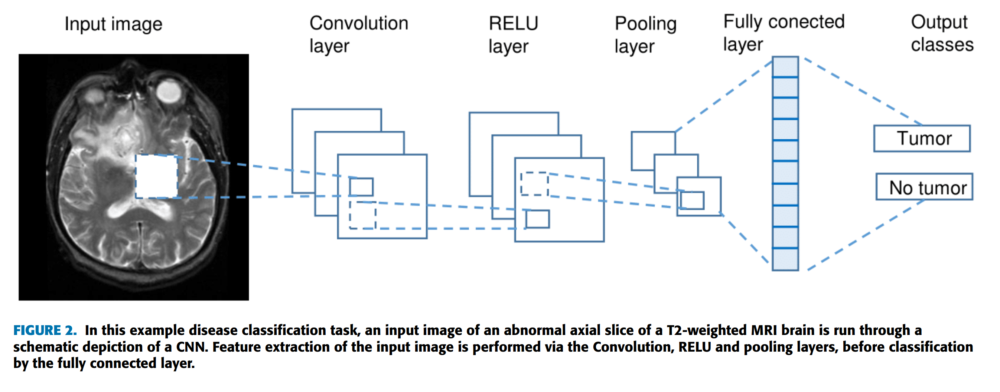 Input image
Convolution
layer
RELU
layer
Pooling
layer
Fully conected
layer
Output
classes
Tumor
No tumor
FIGURE 2. In this example disease classification task, an input image of an abnormal axial slice of a T2-weighted MRI brain is run through a
schematic depiction of a CNN. Feature extraction of the input image is performed via the Convolution, RELU and pooling layers, before classification
by the fully connected layer.